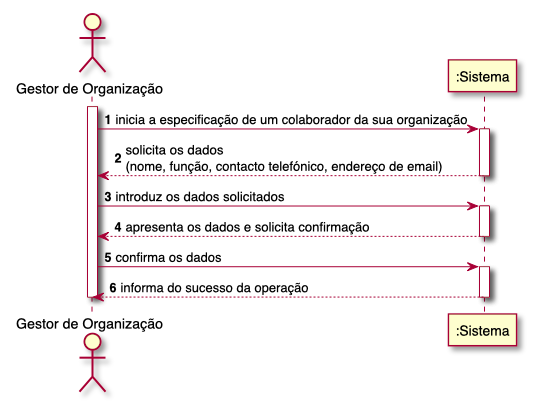 Gestor de Organização
:Sistema
1 inicia a especificação de um colaborador da sua organização
2 solicita os dados
(nome, função, contacto telefónico, endereço de email)
3 introduz os dados solicitados
4 apresenta os dados e solicita confirmação
5 confirma os dados
6 informa do sucesso da operação
Gestor de Organização
:Sistema